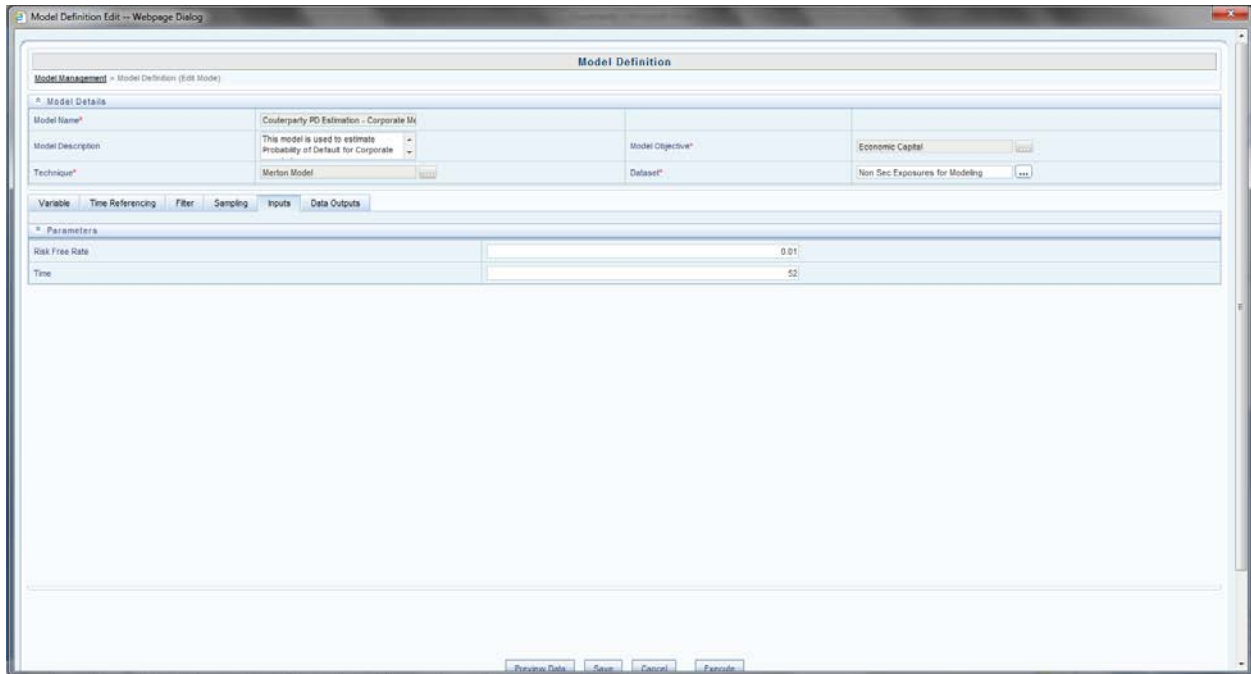 Model Definition Edit -- Webpage Dialog
Model Definition
Model Management » Model Definition (Edit Mode)
Model Details
Model Name*
Couterparty PD Estimation - Corporate Mo
Model Description
This model is used to estimate
Probability of Default for Corporate
Model Objective*
Economic Capital
Technique*
Merton Model
Dataset*
Non Sec Exposures for Modeling
Variable Time Referencing Filter Sampling Inputs Data Outputs
Parameters
Risk Free Rate
0.01
Time
52
Preview Data Save Cancel Execute